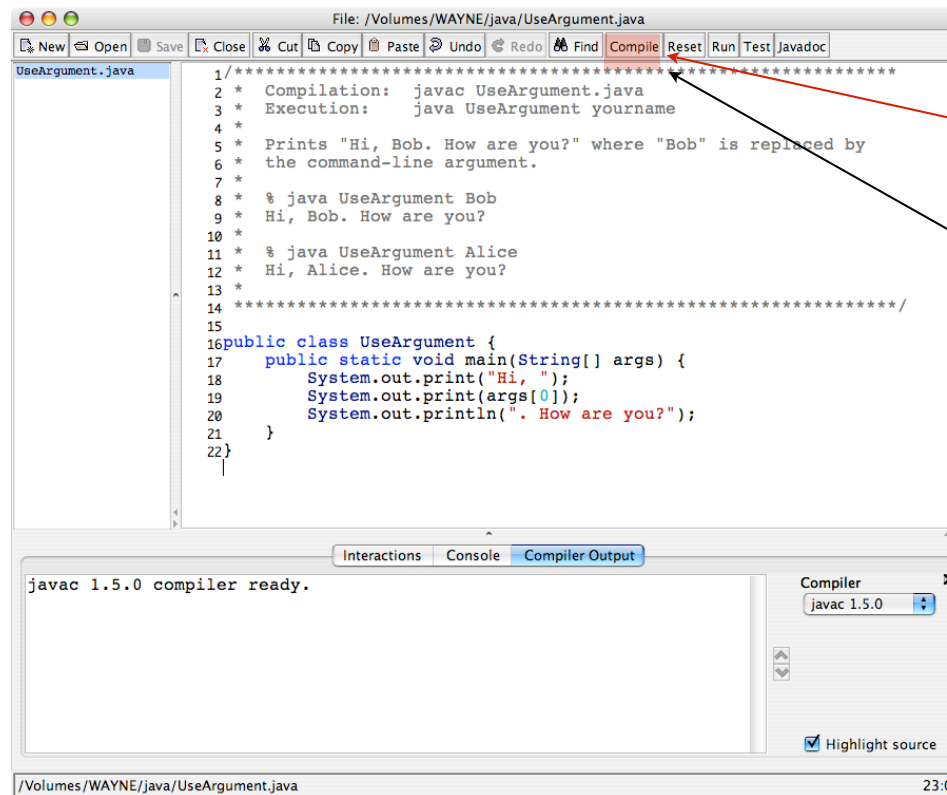 File: /Volumes/WAYNE/java/UseArgument.java
New Open Save Close Cut Copy Paste Undo Redo Find Compile Reset Run Test Javadoc
UseArgument.java
1/***************************************************************
2 *  Compilation:  javac UseArgument.java
3 *  Execution:    java UseArgument yourname
4 *
5 *  Prints "Hi, Bob. How are you?" where "Bob" is replaced by
6 *  the command-line argument.
7 *
8 *  % java UseArgument Bob
9 *  Hi, Bob. How are you?
10 *
11 *  % java UseArgument Alice
12 *  Hi, Alice. How are you?
13 *
14 ***************************************************************/
15
16public class UseArgument {
17    public static void main(String[] args) {
18        System.out.print("Hi, ");
19        System.out.print(args[0]);
20        System.out.println(". How are you?");
21    }
22}
Interactions Console Compiler Output
javac 1.5.0 compiler ready.
Compiler
javac 1.5.0
Highlight source
/Volumes/WAYNE/java/UseArgument.java